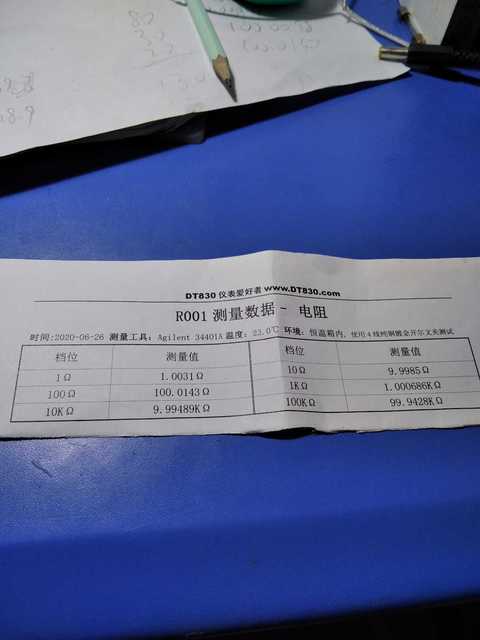 80
30
DT830 仪表爱好者 www.DT830.com
R001 测量数据 - 电阻
时间:2020-06-26 测量工具: Agilent 34401A 温度: 23.0℃ 环境: 恒温箱内, 使用4线纯铜镀金开尔文夹测试
档位 测量值 档位 测量值
1Ω 1.0031Ω 10Ω 9.9985Ω
100Ω 100.0143Ω 1KΩ 1.000686KΩ
10KΩ 9.99489KΩ 100KΩ 99.9428KΩ